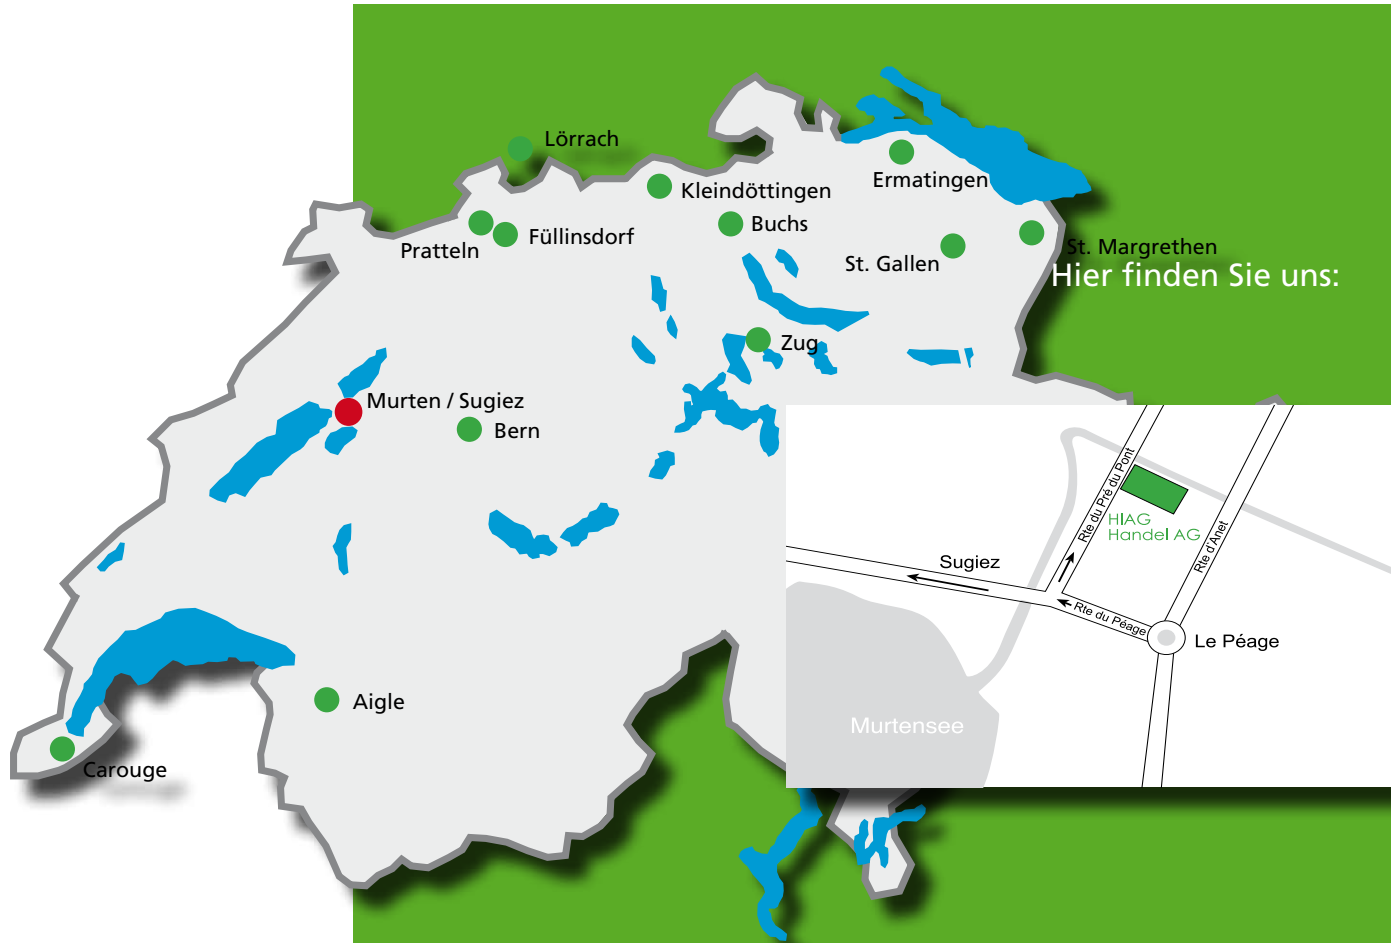 Lörrach
Kleindöttingen
Ermatingen
Buchs
Füllinsdorf
Pratteln
St. Margrethen
St. Gallen
Hier finden Sie uns:
Zug
Murten / Sugiez
Bern
Aigle
Carouge
Rte du Pré du Pont
HIAG
Handel AG
Rte d'Anet
Sugiez
Rte du Péage
Le Péage
Murtensee